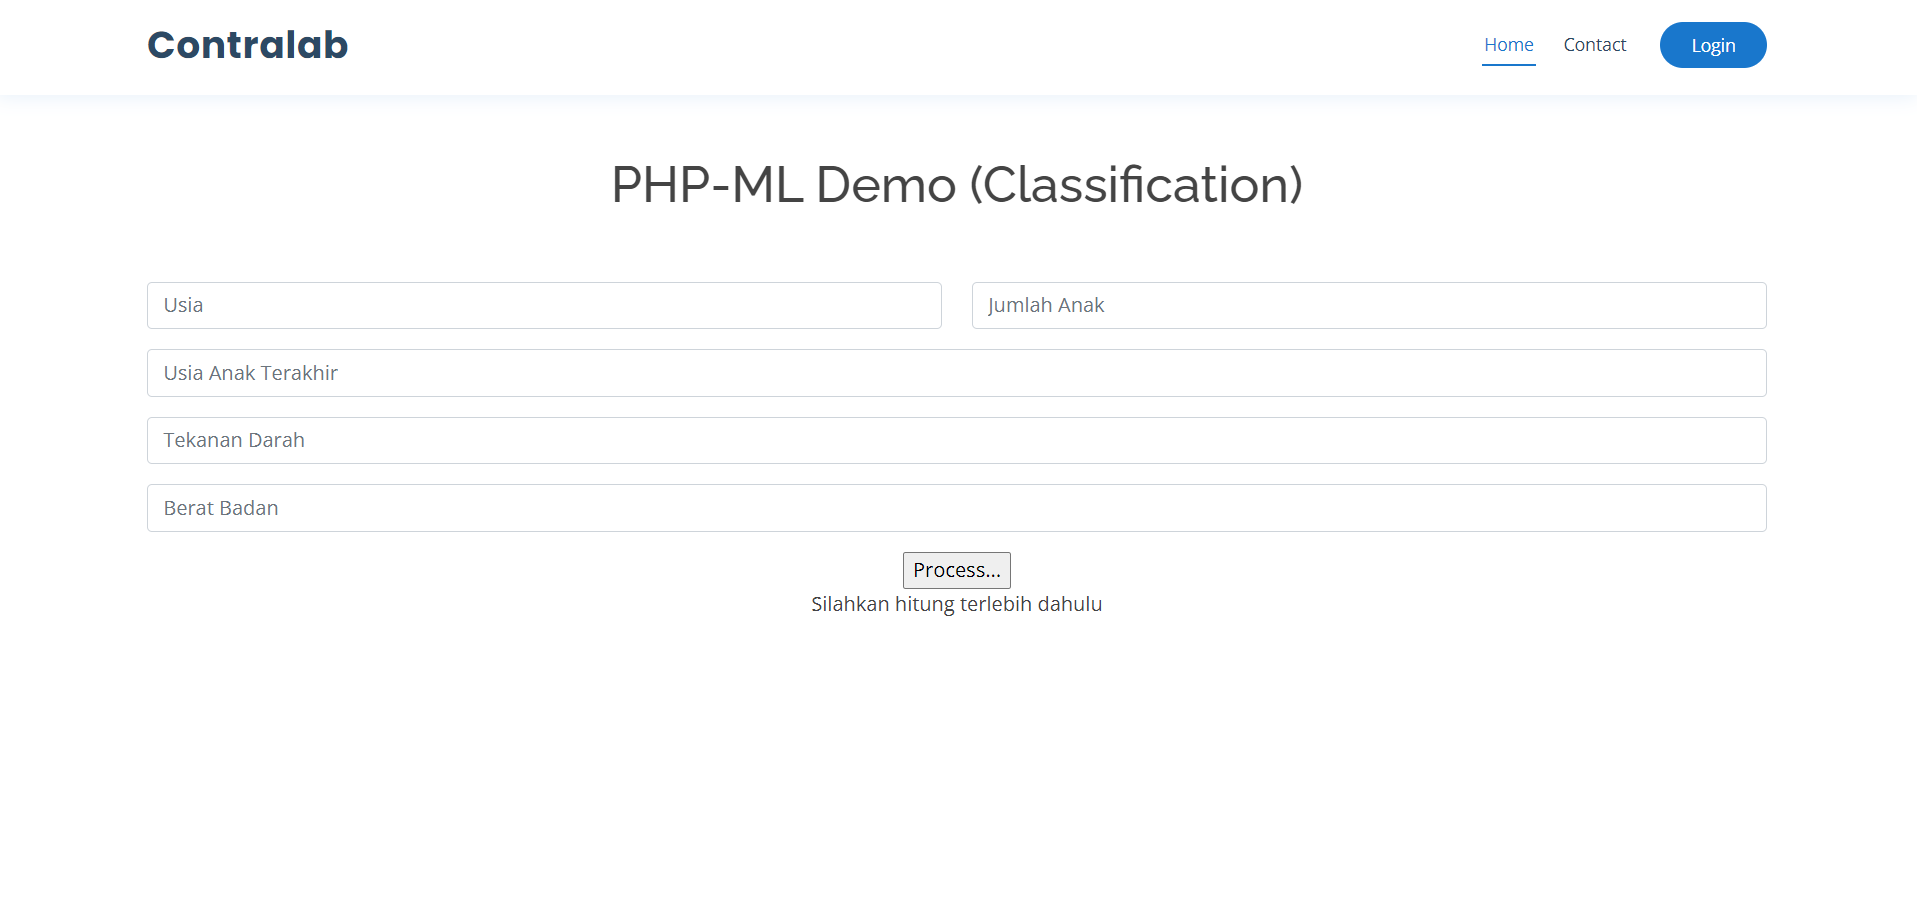 Contralab
Home Contact Login
PHP-ML Demo (Classification)
Usia Jumlah Anak
Usia Anak Terakhir
Tekanan Darah
Berat Badan
Process...
Silahkan hitung terlebih dahulu